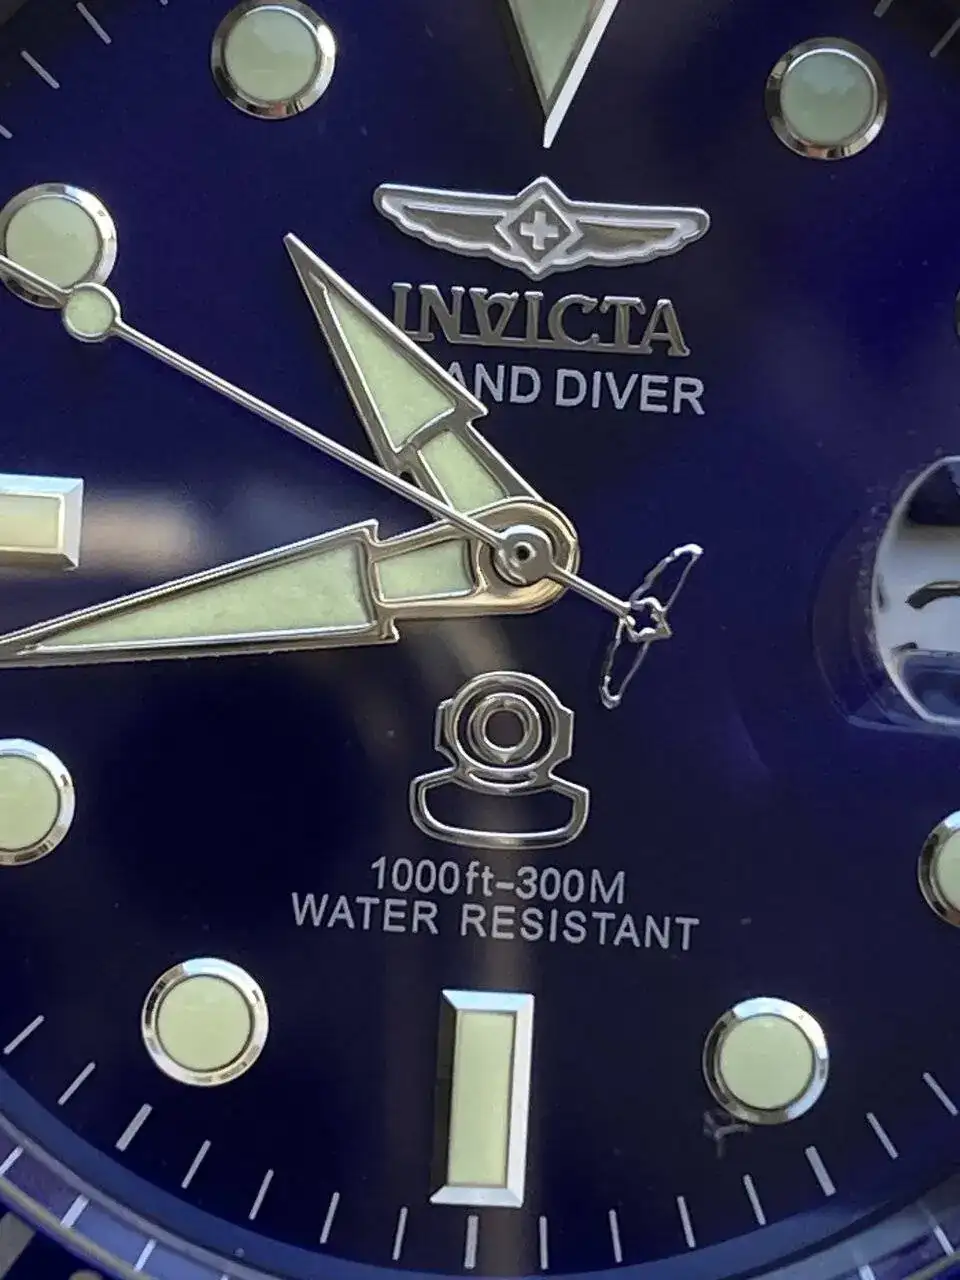 INVICTA
AND DIVER
1000ft-300M
WATER RESISTANT